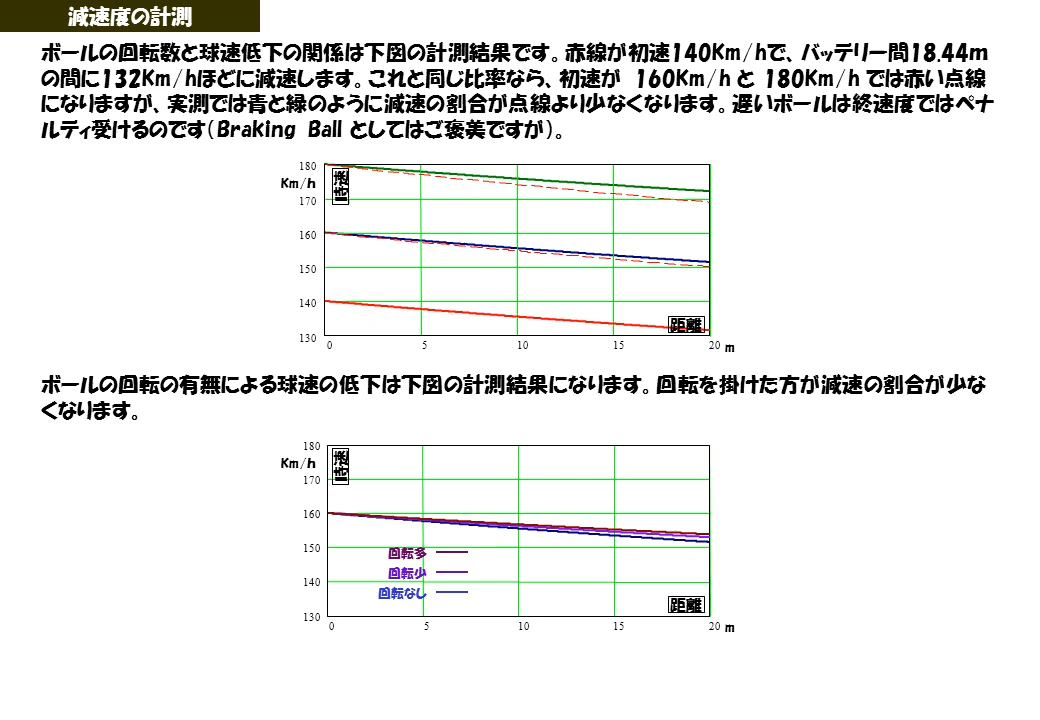 減速度の計測
ボールの回転数と球速低下の関係は下図の計測結果です。赤線が初速140Km/hで、バッテリー間18.44m
の間に132Km/hほどに減速します。これと同じ比率なら、初速が 160Km/h と 180Km/h では赤い点線
になりますが、実測では青と緑のように減速の割合が点線より少なくなります。遅いボールは終速度ではペナ
ルティ受けるのです(Braking Ball としてはご褒美ですが)。
180
Km/h
時速
170
160
150
140
距離
130
0 5 10 15 20 m
ボールの回転の有無による球速の低下は下図の計測結果になります。回転を掛けた方が減速の割合が少な
くなります。
180
Km/h
時速
170
160
150
回転多
回転少
140
回転なし
距離
130
0 5 10 15 20 m